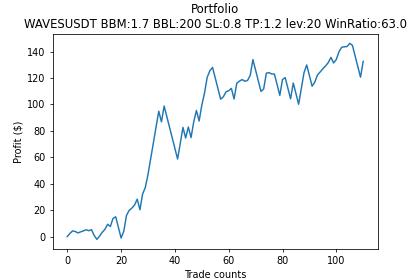 Portfolio
WAVESUSDT BBM:1.7 BBL:200 SL:0.8 TP:1.2 lev:20 WinRatio:63.0
140
120
100
80
60
40
20
0
Profit ($)
0 20 40 60 80 100
Trade counts